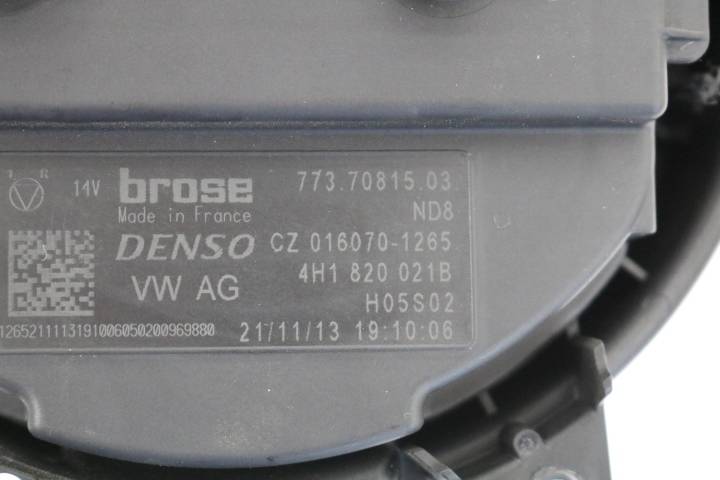 14V brose 773.70815.03
Made in France ND8
DENSO CZ 016070-1265
VW AG 4H1 820 021B
H05S02
1265211113191006050200969880 21/11/13 19:10:06